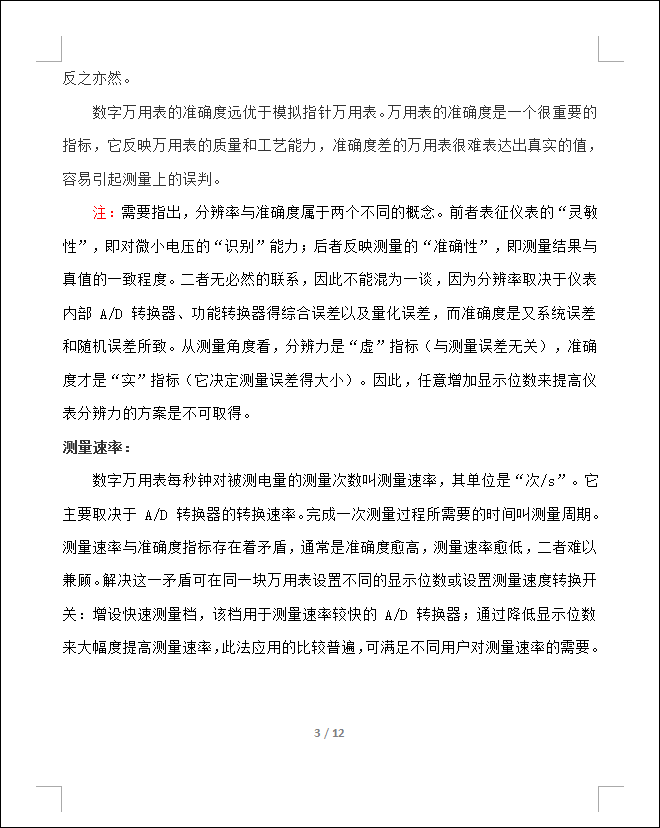 反之亦然。
数字万用表的准确度远优于模拟指针万用表。万用表的准确度是一个很重要的
指标，它反映万用表的质量和工艺能力，准确度差的万用表很难表达出真实的值，
容易引起测量上的误判。
注：需要指出，分辨率与准确度属于两个不同的概念。前者表征仪表的“灵敏
性”，即对微小电压的“识别”能力；后者反映测量的“准确性”，即测量结果与
真值的一致程度。二者无必然的联系，因此不能混为一谈，因为分辨率取决于仪表
内部 A/D 转换器、功能转换器得综合误差以及量化误差，而准确度是又系统误差
和随机误差所致。从测量角度看，分辨力是“虚”指标（与测量误差无关），准确
度才是“实”指标（它决定测量误差得大小）。因此，任意增加显示位数来提高仪
表分辨力的方案是不可取得。
测量速率：
数字万用表每秒钟对被测电量的测量次数叫测量速率，其单位是“次/s”。它
主要取决于 A/D 转换器的转换速率。完成一次测量过程所需要的时间叫测量周期。
测量速率与准确度指标存在着矛盾，通常是准确度愈高，测量速率愈低，二者难以
兼顾。解决这一矛盾可在同一块万用表设置不同的显示位数或设置测量速度转换开
关：增设快速测量档，该档用于测量速率较快的 A/D 转换器；通过降低显示位数
来大幅度提高测量速率，此法应用的比较普遍，可满足不同用户对测量速率的需要。
3 / 12